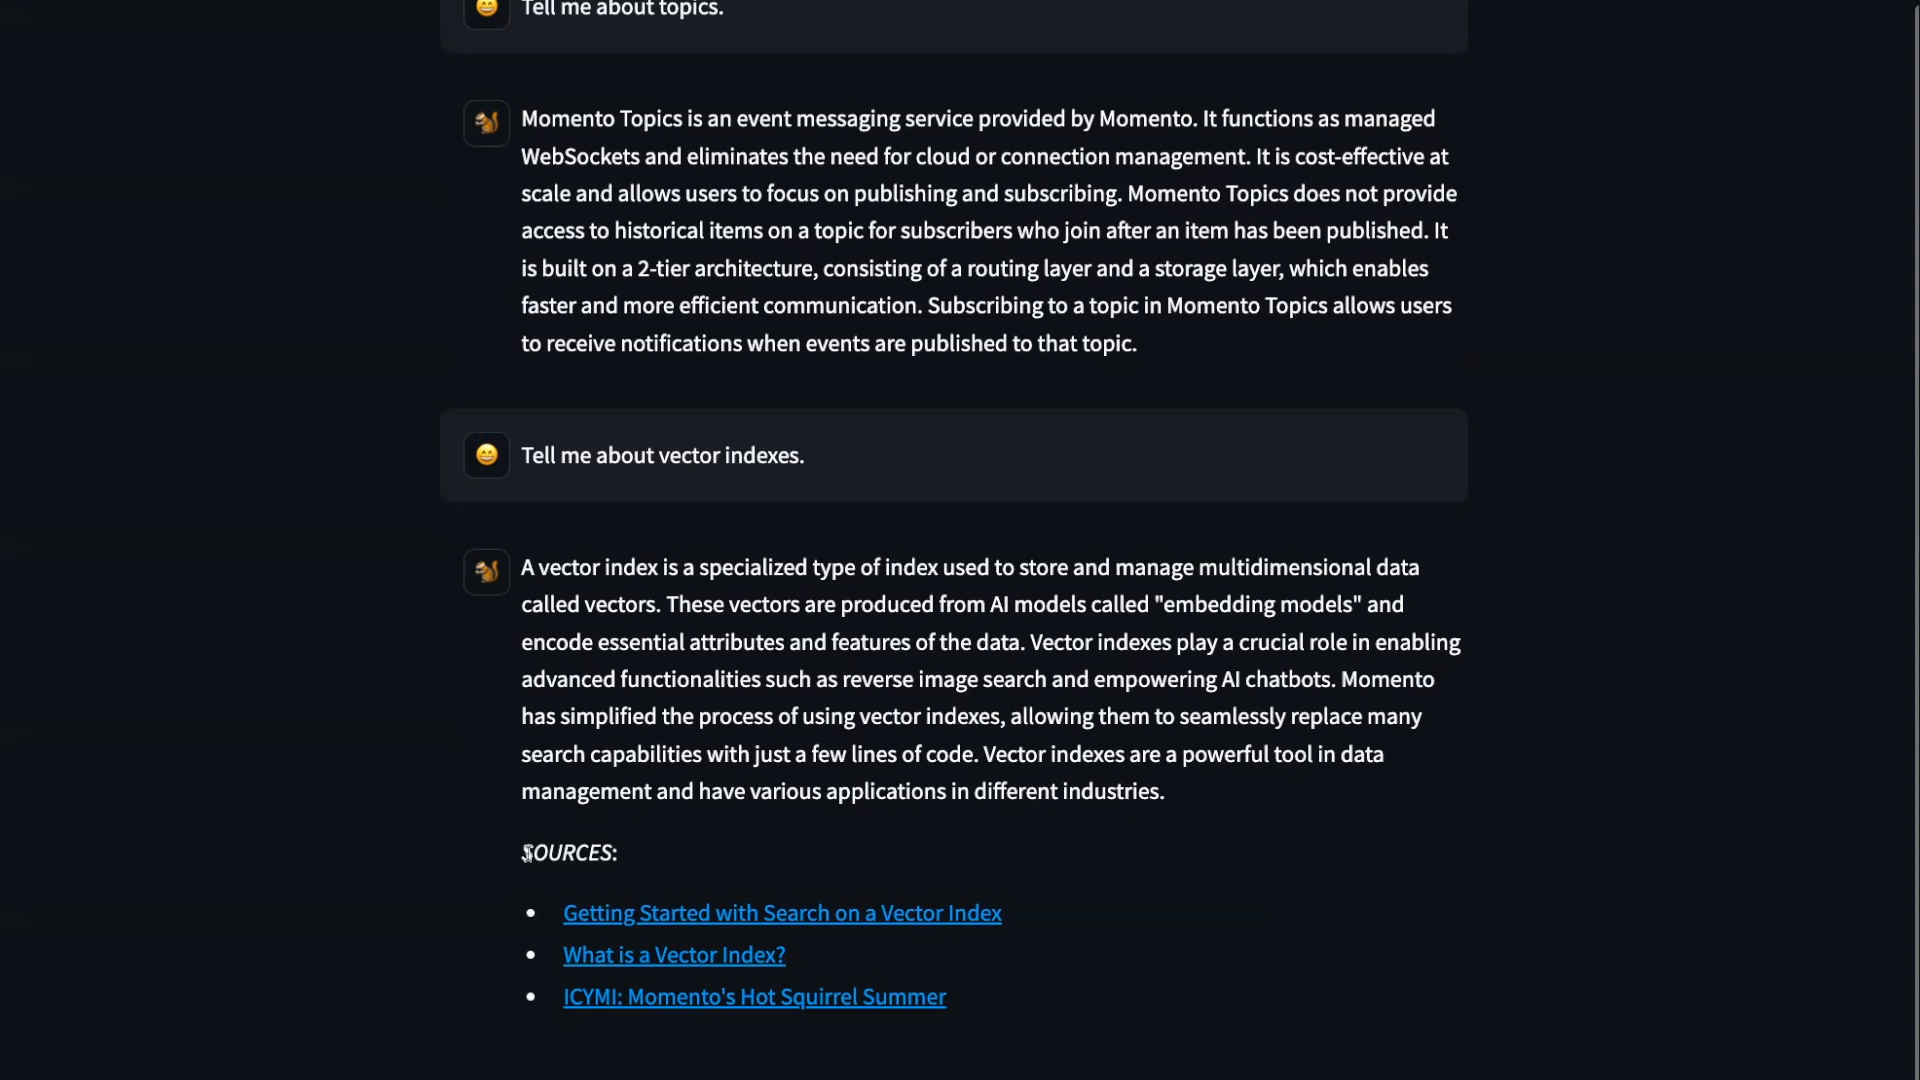 Tell me about topics.
Momento Topics is an event messaging service provided by Momento. It functions as managed
WebSockets and eliminates the need for cloud or connection management. It is cost-effective at
scale and allows users to focus on publishing and subscribing. Momento Topics does not provide
access to historical items on a topic for subscribers who join after an item has been published. It
is built on a 2-tier architecture, consisting of a routing layer and a storage layer, which enables
faster and more efficient communication. Subscribing to a topic in Momento Topics allows users
to receive notifications when events are published to that topic.
Tell me about vector indexes.
A vector index is a specialized type of index used to store and manage multidimensional data
called vectors. These vectors are produced from AI models called "embedding models" and
encode essential attributes and features of the data. Vector indexes play a crucial role in enabling
advanced functionalities such as reverse image search and empowering AI chatbots. Momento
has simplified the process of using vector indexes, allowing them to seamlessly replace many
search capabilities with just a few lines of code. Vector indexes are a powerful tool in data
management and have various applications in different industries.
SOURCES:
• Getting Started with Search on a Vector Index
• What is a Vector Index?
• ICYMI: Momento's Hot Squirrel Summer